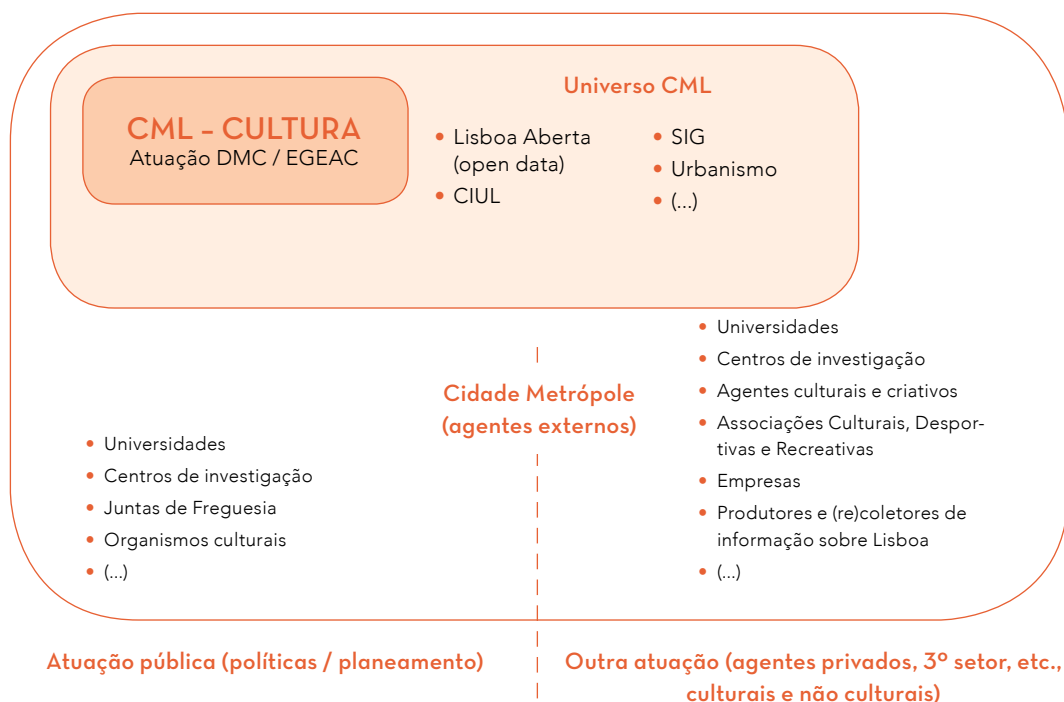 Universo CML
CML – CULTURA
Atuação DMC / EGEAC
• Lisboa Aberta
(open data)
• CIUL
• SIG
• Urbanismo
• (...)
Cidade Metrópole
(agentes externos)
• Universidades
• Centros de investigação
• Juntas de Freguesia
• Organismos culturais
• (...)
• Universidades
• Centros de investigação
• Agentes culturais e criativos
• Associações Culturais, Despor-
tivas e Recreativas
• Empresas
• Produtores e (re)coletores de
informação sobre Lisboa
• (...)
Atuação pública (políticas / planeamento)
Outra atuação (agentes privados, 3º setor, etc.,
culturais e não culturais)